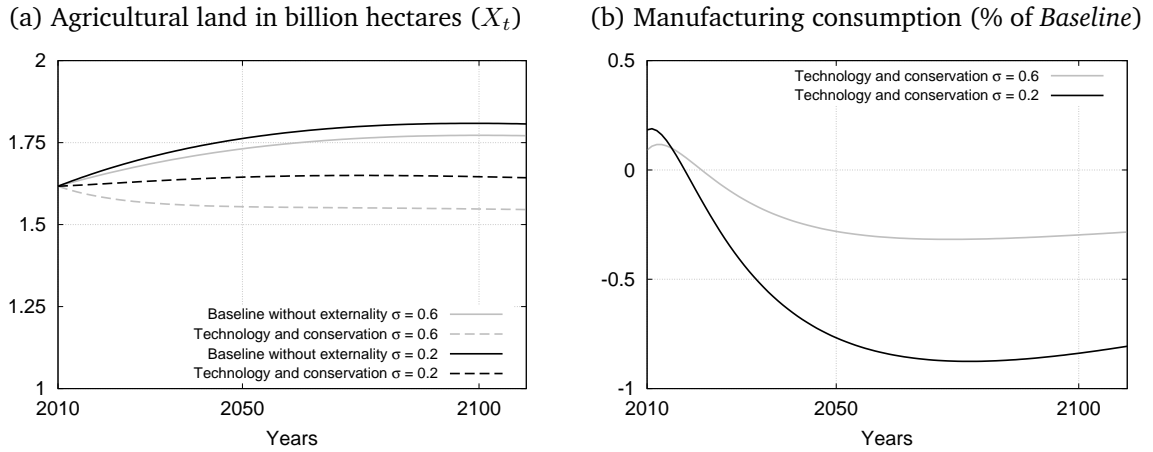 (a) Agricultural land in billion hectares (X_t)
2
1.75
1.5
1.25
1
Baseline without externality σ = 0.6
Technology and conservation σ = 0.6
Baseline without externality σ = 0.2
Technology and conservation σ = 0.2
2010 2050 2100
Years
(b) Manufacturing consumption (% of Baseline)
0.5
0
-0.5
-1
Technology and conservation σ = 0.6
Technology and conservation σ = 0.2
2010 2050 2100
Years